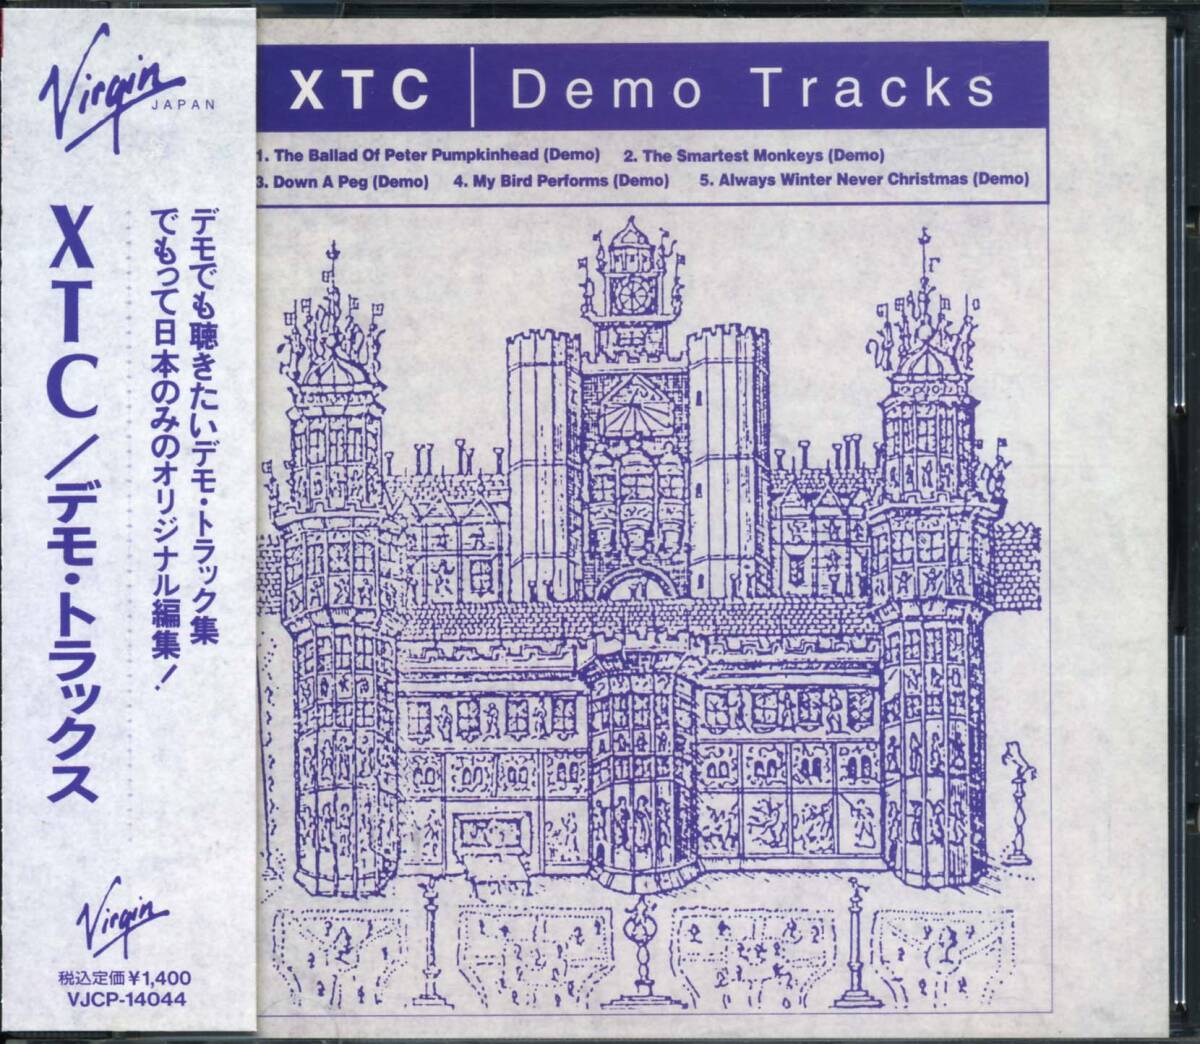 Virgin
JAPAN
XTC/デモ・トラックス
デモでも聴きたいデモ・トラック集
でもって日本のみのオリジナル編集!
Virgin
税込定価¥1,400
VJCP-14044
XTC | Demo Tracks
1. The Ballad Of Peter Pumpkinhead (Demo) 2. The Smartest Monkeys (Demo)
3. Down A Peg (Demo) 4. My Bird Performs (Demo) 5. Always Winter Never Christmas (Demo)